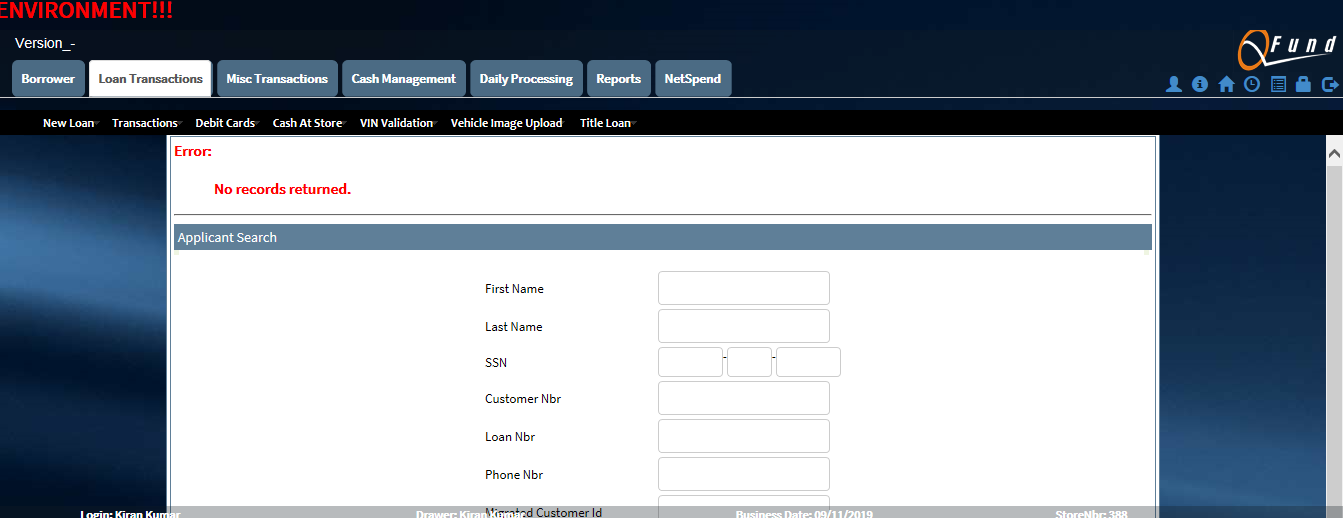 ENVIRONMENT!!!
Version_-
QFund
Borrower Loan Transactions Misc Transactions Cash Management Daily Processing Reports NetSpend
New Loan Transactions Debit Cards Cash At Store VIN Validation Vehicle Image Upload Title Loan
Error:
No records returned.
Applicant Search
First Name
Last Name
SSN - -
Customer Nbr
Loan Nbr
Phone Nbr
Migrated Customer Id
Login: Kiran Kumar Drawer: Kiran Kumar Business Date: 09/11/2019 StoreNbr: 388